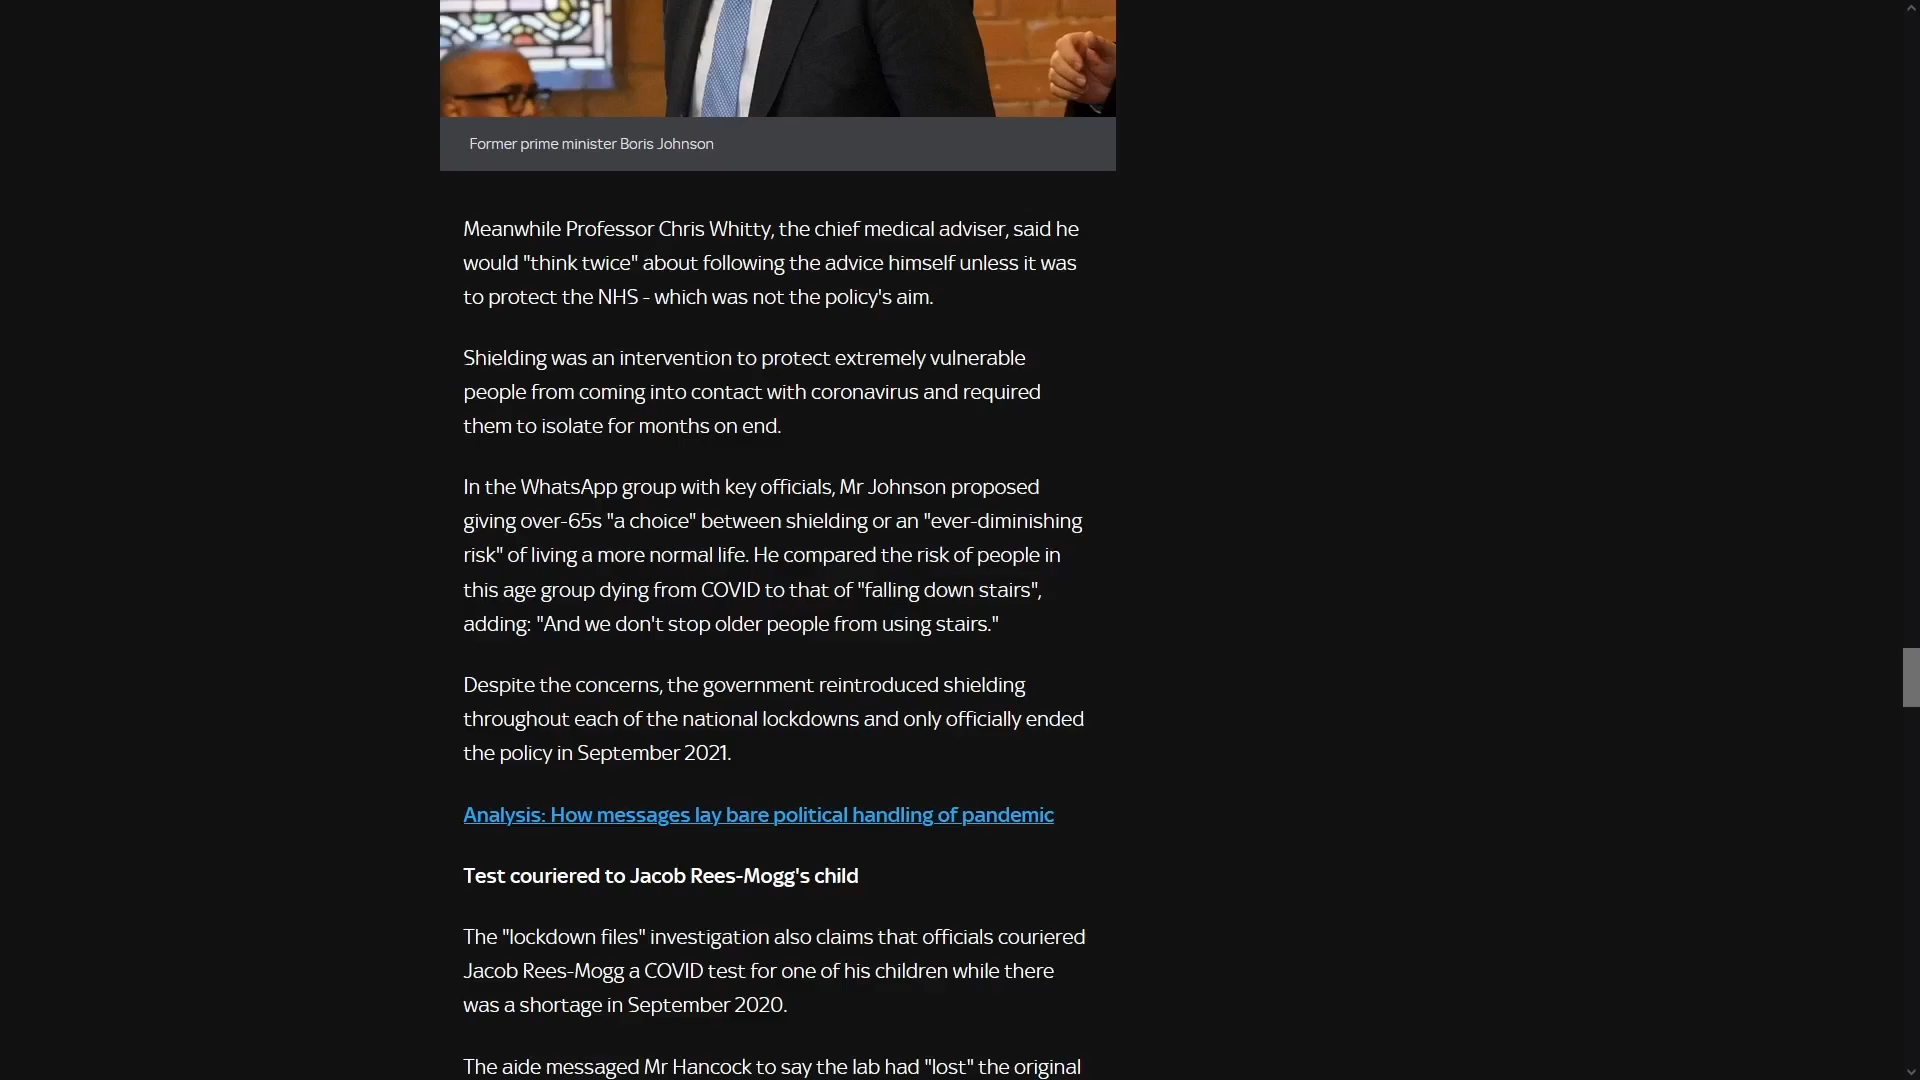 Former prime minister Boris Johnson
Meanwhile Professor Chris Whitty, the chief medical adviser, said he
would "think twice" about following the advice himself unless it was
to protect the NHS - which was not the policy's aim.
Shielding was an intervention to protect extremely vulnerable
people from coming into contact with coronavirus and required
them to isolate for months on end.
In the WhatsApp group with key officials, Mr Johnson proposed
giving over-65s "a choice" between shielding or an "ever-diminishing
risk" of living a more normal life. He compared the risk of people in
this age group dying from COVID to that of "falling down stairs",
adding: "And we don't stop older people from using stairs."
Despite the concerns, the government reintroduced shielding
throughout each of the national lockdowns and only officially ended
the policy in September 2021.
Analysis: How messages lay bare political handling of pandemic
Test couriered to Jacob Rees-Mogg's child
The "lockdown files" investigation also claims that officials couriered
Jacob Rees-Mogg a COVID test for one of his children while there
was a shortage in September 2020.
The aide messaged Mr Hancock to say the lab had "lost" the original